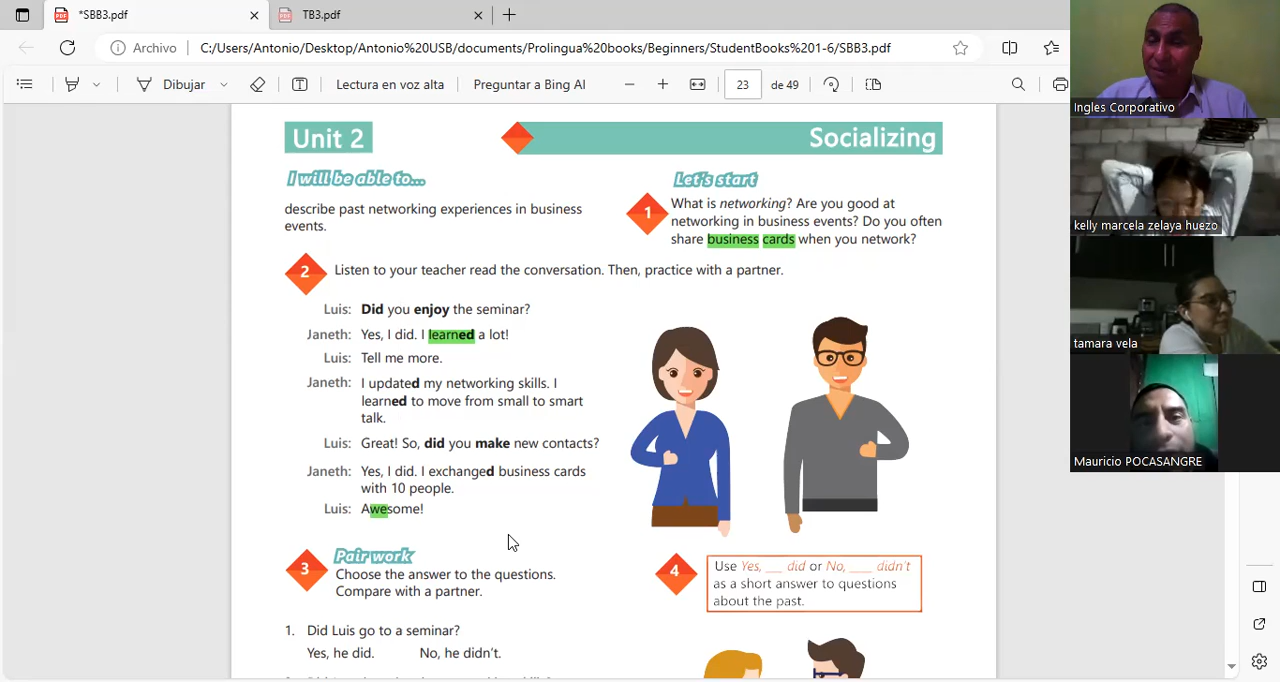 *SBB3.pdf
TB3.pdf
Archivo
C:/Users/Antonio/Desktop/Antonio%20USB/documents/Prolingua%20books/Beginners/StudentBooks%201-6/SBB3.pdf
Dibujar
Lectura en voz alta
Preguntar a Bing AI
23
de 49
Ingles Corporativo
kelly marcela zelaya huezo
tamara vela
Mauricio POCASANGRE
Unit 2
Socializing
I will be able to...
describe past networking experiences in business
events.
Let's start
1
What is networking? Are you good at
networking in business events? Do you often
share business cards when you network?
2
Listen to your teacher read the conversation. Then, practice with a partner.
Luis: Did you enjoy the seminar?
Janeth: Yes, I did. I learned a lot!
Luis: Tell me more.
Janeth: I updated my networking skills. I
learned to move from small to smart
talk.
Luis: Great! So, did you make new contacts?
Janeth: Yes, I did. I exchanged business cards
with 10 people.
Luis: Awesome!
3
Pair work
Choose the answer to the questions.
Compare with a partner.
1. Did Luis go to a seminar?
Yes, he did. No, he didn't.
4
Use Yes, ___ did or No, ___ didn't
as a short answer to questions
about the past.